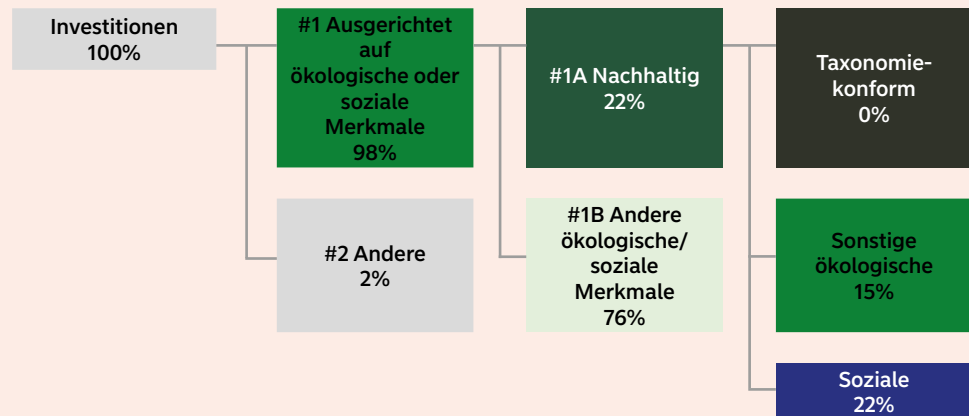 Investitionen
100%
#1 Ausgerichtet
auf
ökologische oder
soziale
Merkmale
98%
#1A Nachhaltig
22%
Taxonomie-
konform
0%
#2 Andere
2%
#1B Andere
ökologische/
soziale
Merkmale
76%
Sonstige
ökologische
15%
Soziale
22%